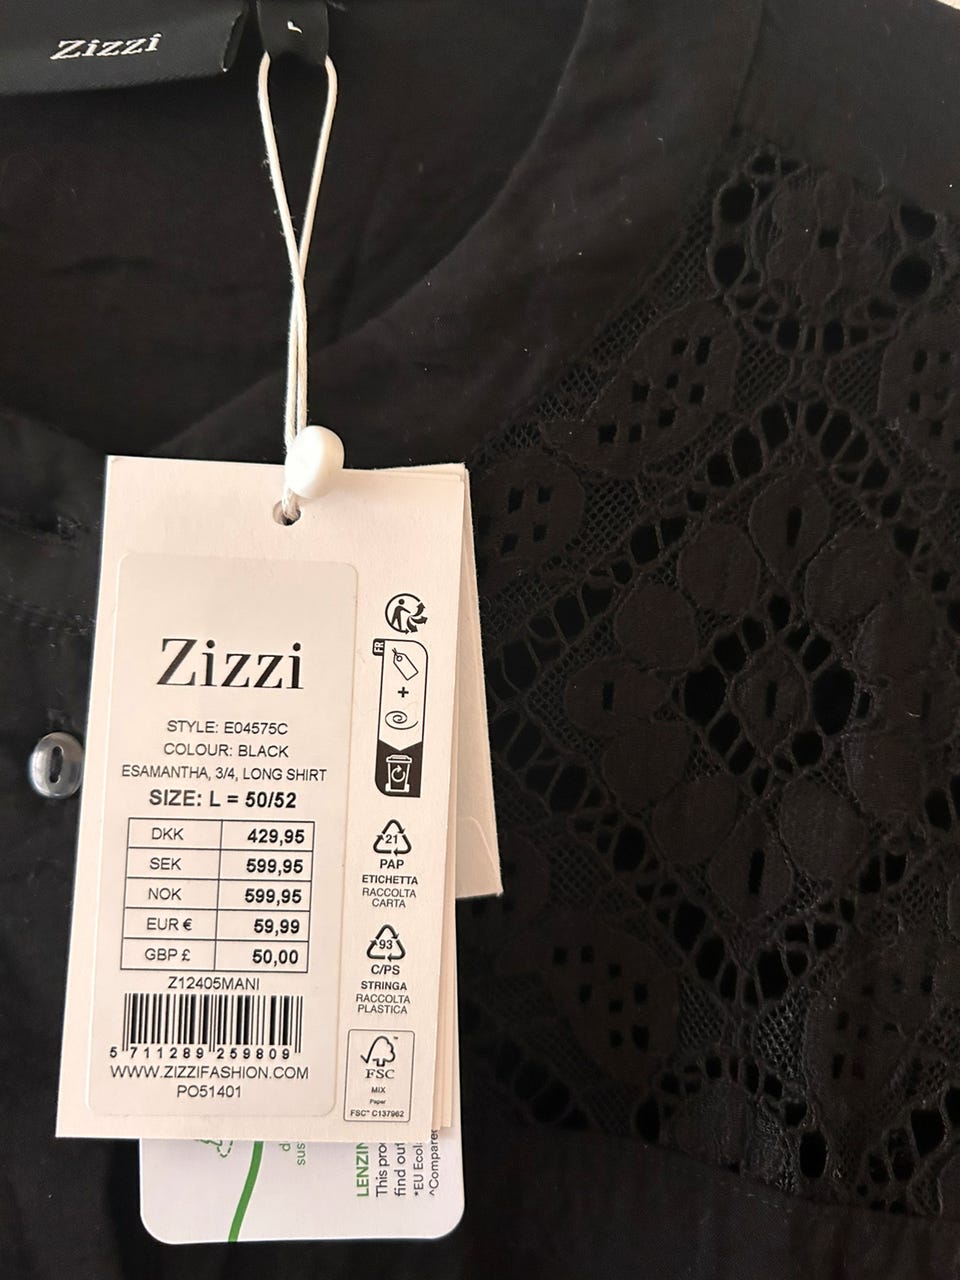 Zizzi
L
Zizzi
STYLE: E04575C
COLOUR: BLACK
ESAMANTHA, 3/4, LONG SHIRT
SIZE: L = 50/52
DKK 429,95
SEK 599,95
NOK 599,95
EUR € 59,99
GBP £ 50,00
Z12405MANI
5 711289 259809
WWW.ZIZZIFASHION.COM
PO51401
FR
+
21
PAP
ETICHETTA
RACCOLTA
CARTA
93
C/PS
STRINGA
RACCOLTA
PLASTICA
FSC
MIX
Paper
FSC™ C137962
sus
LENZIN
This pro
find out
*EU Ecol
^Compare